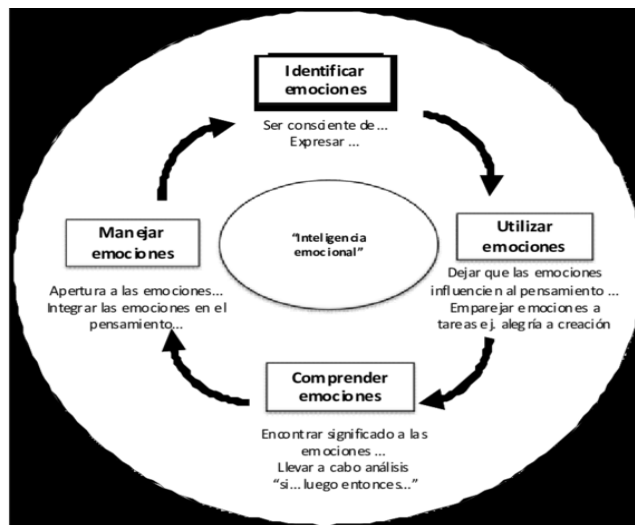 Identificar
emociones
Ser consciente de ...
Expresar ...
Utilizar
emociones
Dejar que las emociones
influencien al pensamiento ...
Emparejar emociones a
tareas ej. alegría a creación
Comprender
emociones
Encontrar significado a las
emociones ...
Llevar a cabo análisis
"si... luego entonces..."
Manejar
emociones
Apertura a las emociones...
Integrar las emociones en el
pensamiento...
"Inteligencia
emocional"